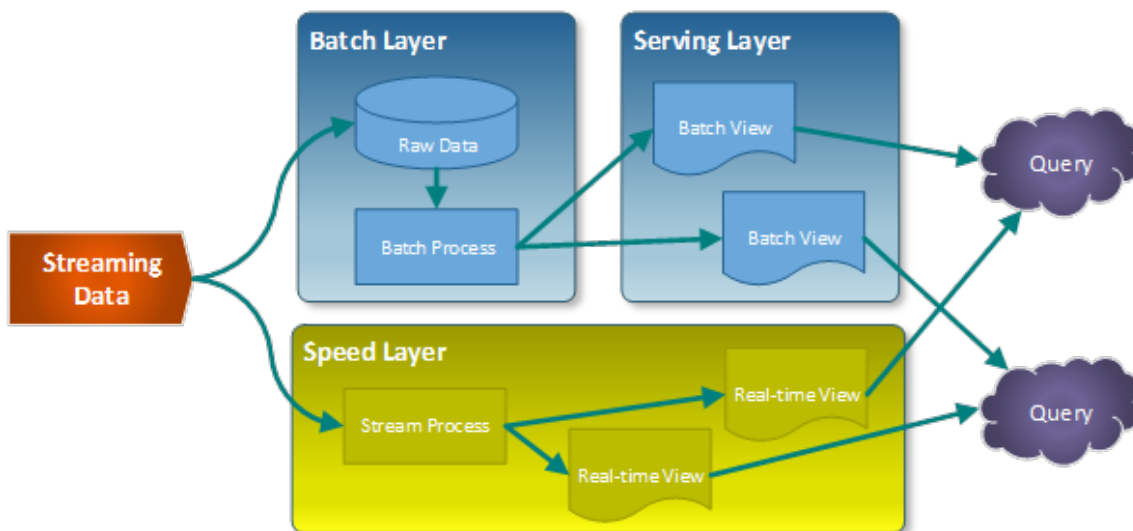 Batch Layer
Serving Layer
Raw Data
Batch View
Query
Batch Process
Batch View
Streaming
Data
Speed Layer
Stream Process
Real-time View
Real-time View
Query